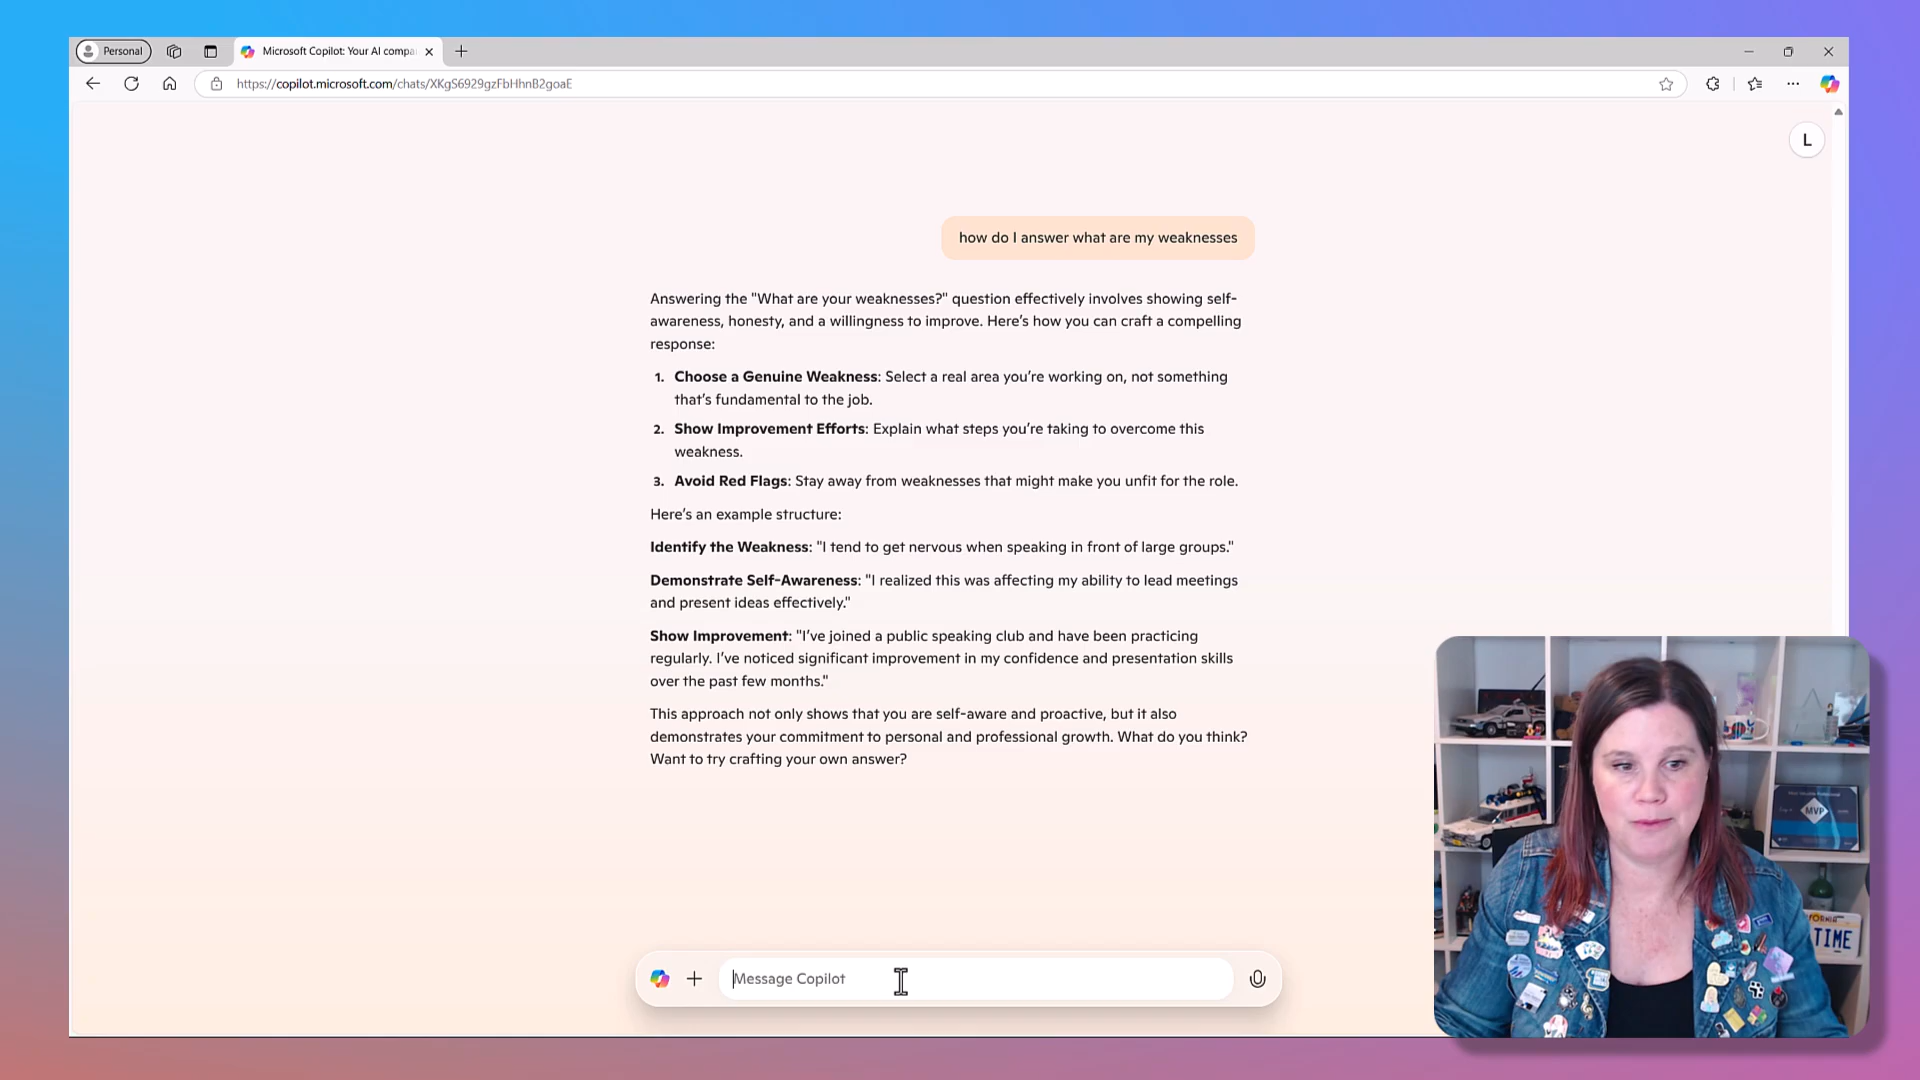 Personal
Microsoft Copilot: Your AI compa
https://copilot.microsoft.com/chats/XKgS6929gzFbHhnB2goaE
L
how do I answer what are my weaknesses
Answering the "What are your weaknesses?" question effectively involves showing self-
awareness, honesty, and a willingness to improve. Here's how you can craft a compelling
response:
1. Choose a Genuine Weakness: Select a real area you're working on, not something
that's fundamental to the job.
2. Show Improvement Efforts: Explain what steps you're taking to overcome this
weakness.
3. Avoid Red Flags: Stay away from weaknesses that might make you unfit for the role.
Here's an example structure:
Identify the Weakness: "I tend to get nervous when speaking in front of large groups."
Demonstrate Self-Awareness: "I realized this was affecting my ability to lead meetings
and present ideas effectively."
Show Improvement: "I've joined a public speaking club and have been practicing
regularly. I've noticed significant improvement in my confidence and presentation skills
over the past few months."
This approach not only shows that you are self-aware and proactive, but it also
demonstrates your commitment to personal and professional growth. What do you think?
Want to try crafting your own answer?
Message Copilot
MVP
TIME